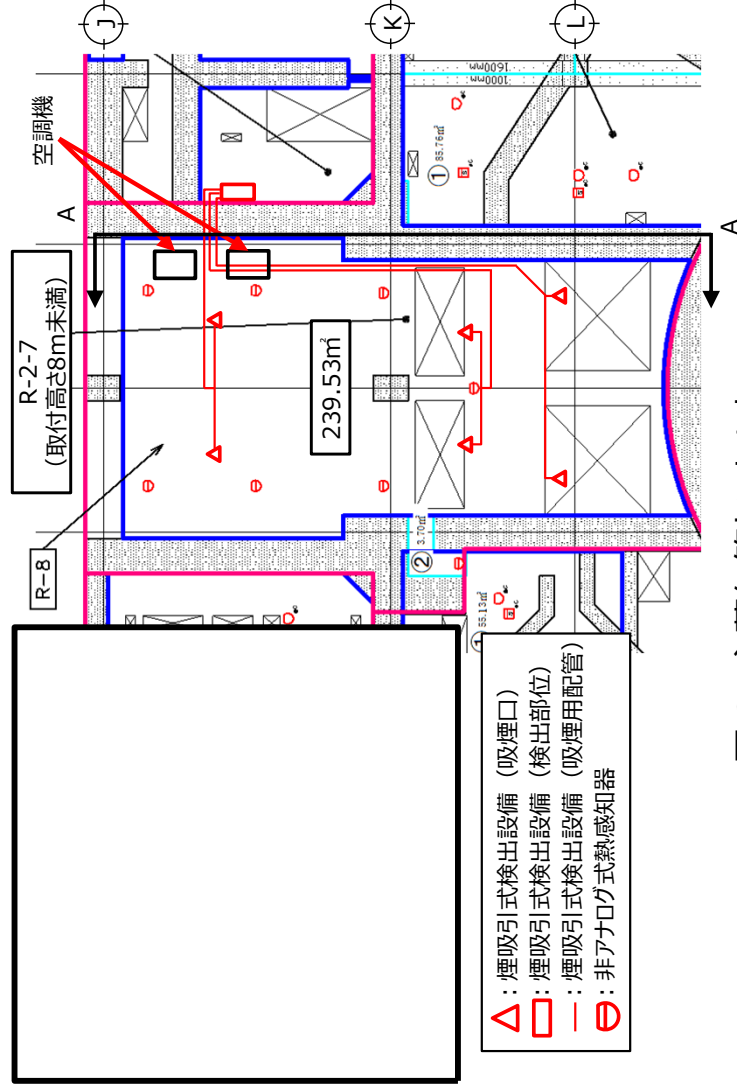 J
K
L
A
空調機
R-2-7
(取付高さ8m未満)
R-8
239.53㎡
① 85.76㎡
1600mm
1000mm
② 3.70㎡
55.13㎡
A
△:煙吸引式検出設備(吸煙口)
□:煙吸引式検出設備(検出部位)
―:煙吸引式検出設備(吸煙用配管)
:非アナログ式熱感知器